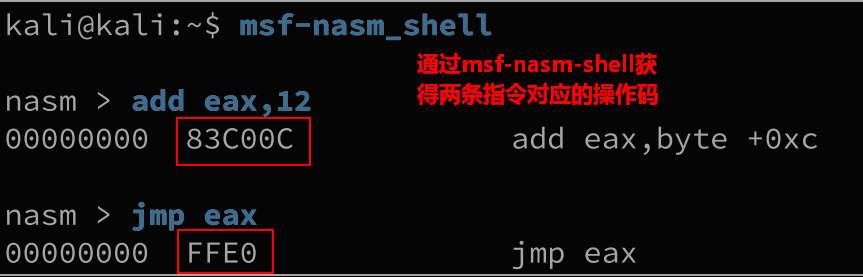 kali@kali:~$ msf-nasm_shell
通过msf-nasm-shell获
得两条指令对应的操作码
nasm > add eax,12
00000000 83C00C add eax,byte +0xc
nasm > jmp eax
00000000 FFE0 jmp eax